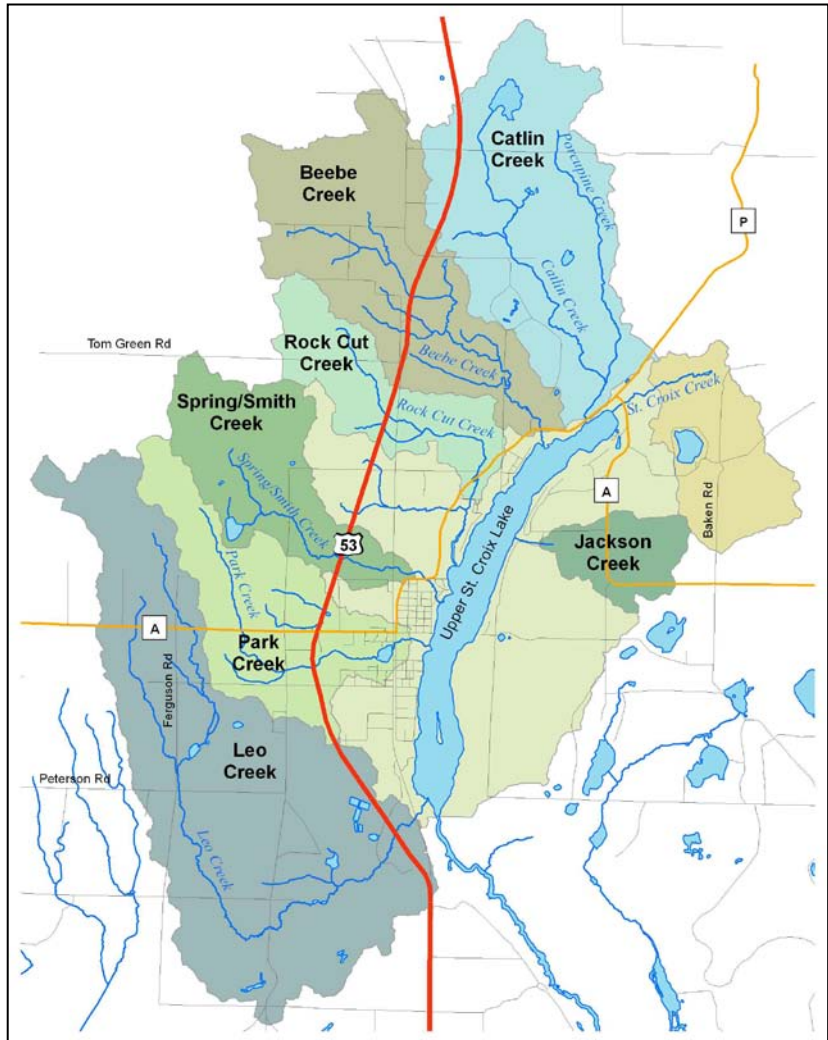 Catlin
Creek
Porcupine Creek
Beebe
Creek
P
Catlin Creek
Tom Green Rd
Rock Cut
Creek
Beebe Creek
St. Croix Creek
Spring/Smith
Creek
Rock Cut Creek
Spring/Smith Creek
A
Baken Rd
53
Jackson
Creek
Upper St. Croix Lake
Park Creek
A
Park
Creek
Ferguson Rd
Leo
Creek
Peterson Rd
Leo Creek